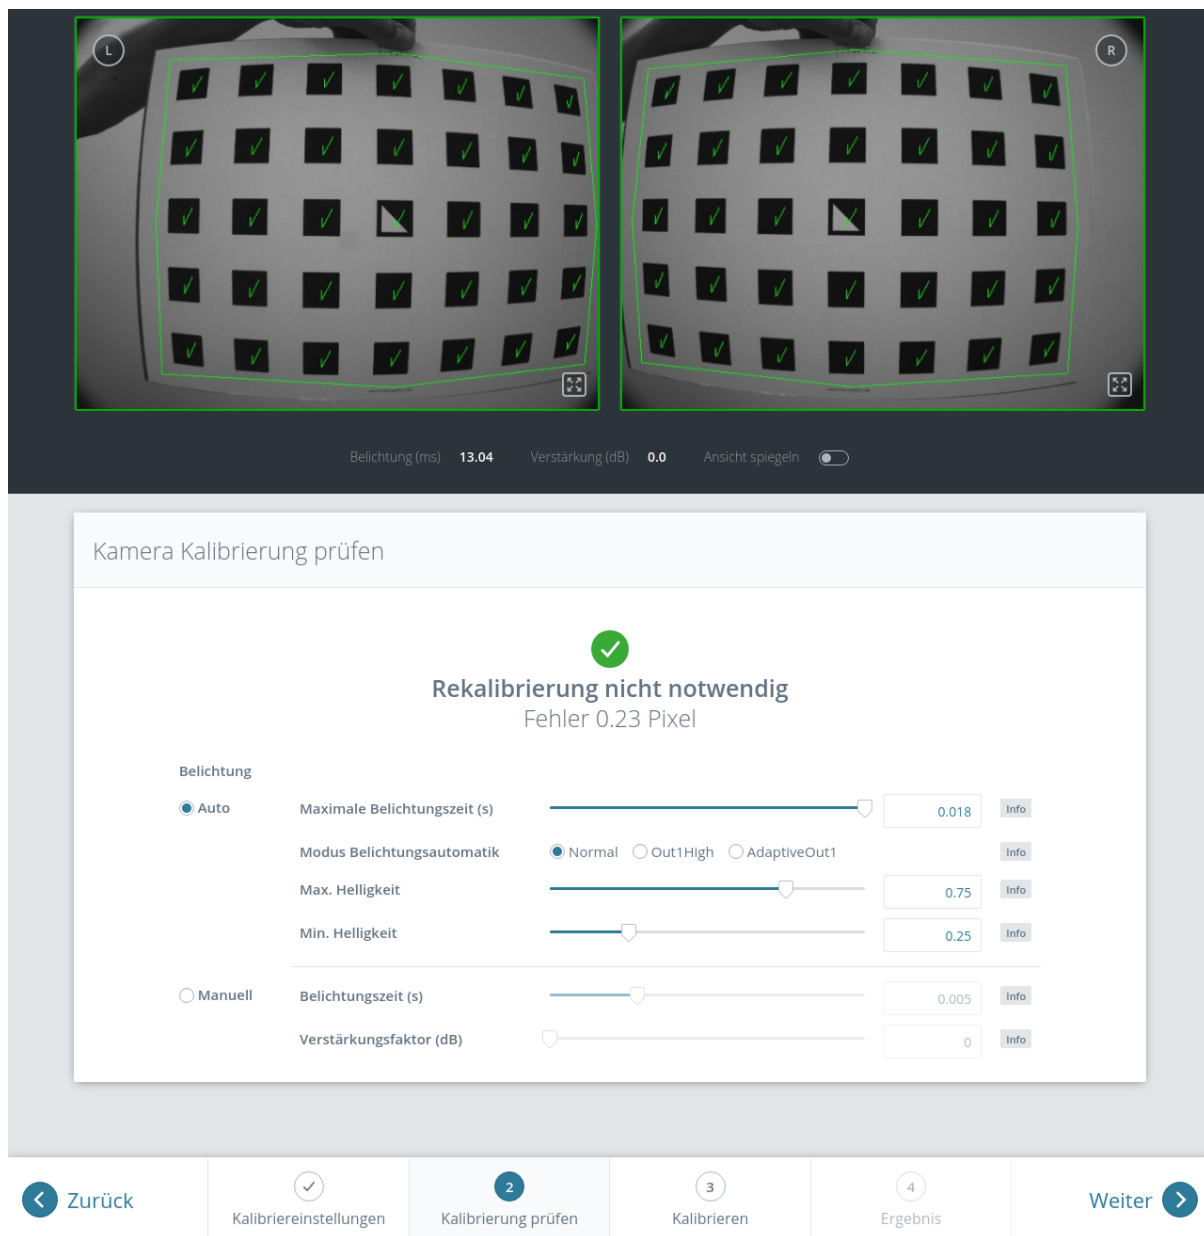 L
R
Belichtung (ms) 13.04 Verstärkung (dB) 0.0 Ansicht spiegeln
Kamera Kalibrierung prüfen
Rekalibrierung nicht notwendig
Fehler 0.23 Pixel
Belichtung
Auto Maximale Belichtungszeit (s) 0.018 Info
Modus Belichtungsautomatik Normal Out1High AdaptiveOut1 Info
Max. Helligkeit 0.75 Info
Min. Helligkeit 0.25 Info
Manuell Belichtungszeit (s) 0.005 Info
Verstärkungsfaktor (dB) 0 Info
Zurück
Kalibriereinstellungen
2
Kalibrierung prüfen
3
Kalibrieren
4
Ergebnis
Weiter